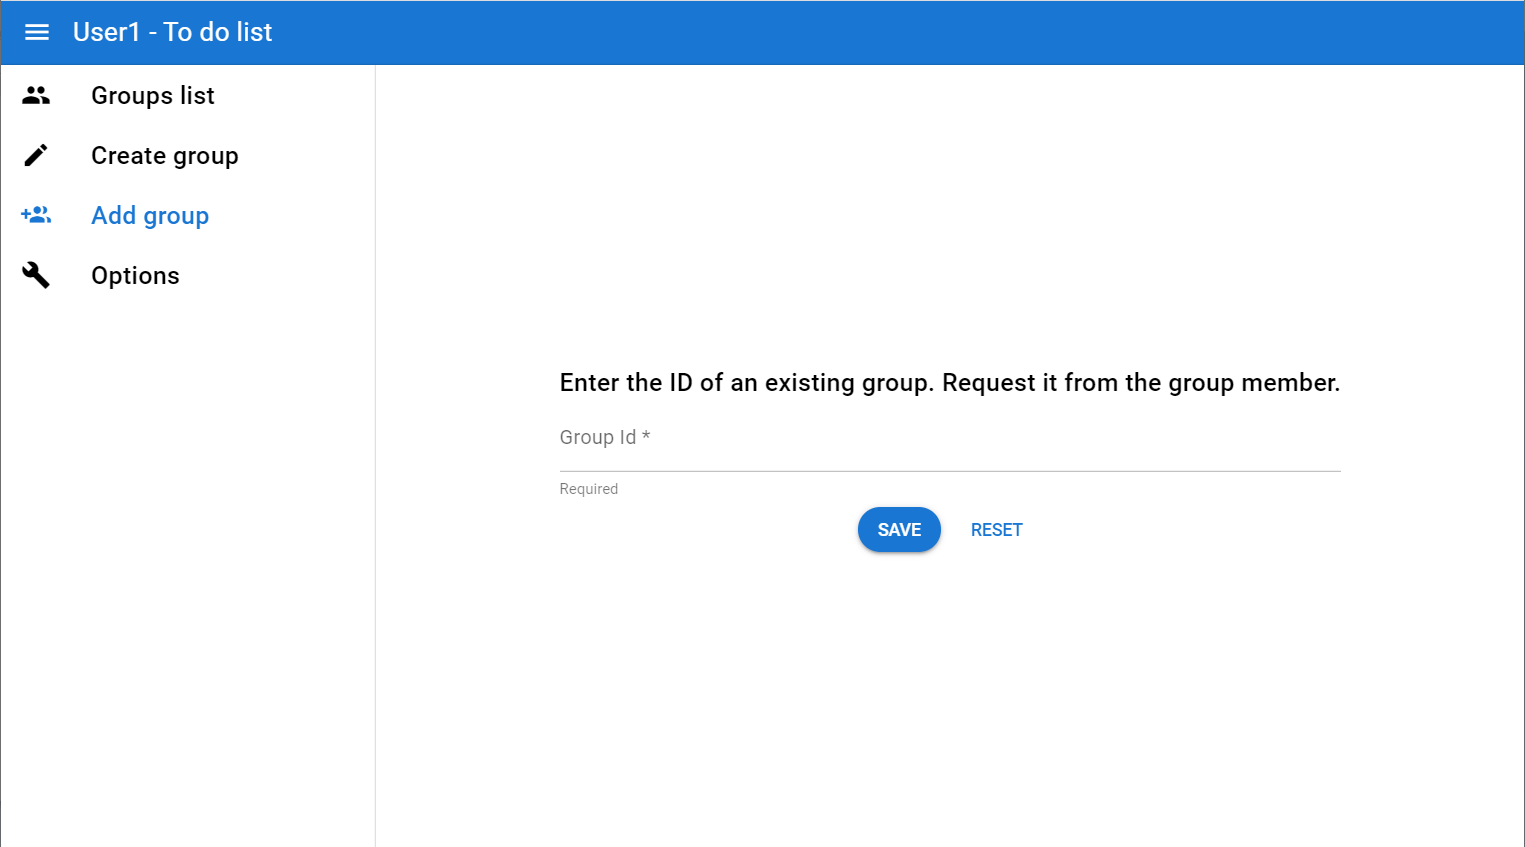 User1 - To do list
Groups list
Create group
Add group
Options
Enter the ID of an existing group. Request it from the group member.
Group Id *
Required
SAVE
RESET